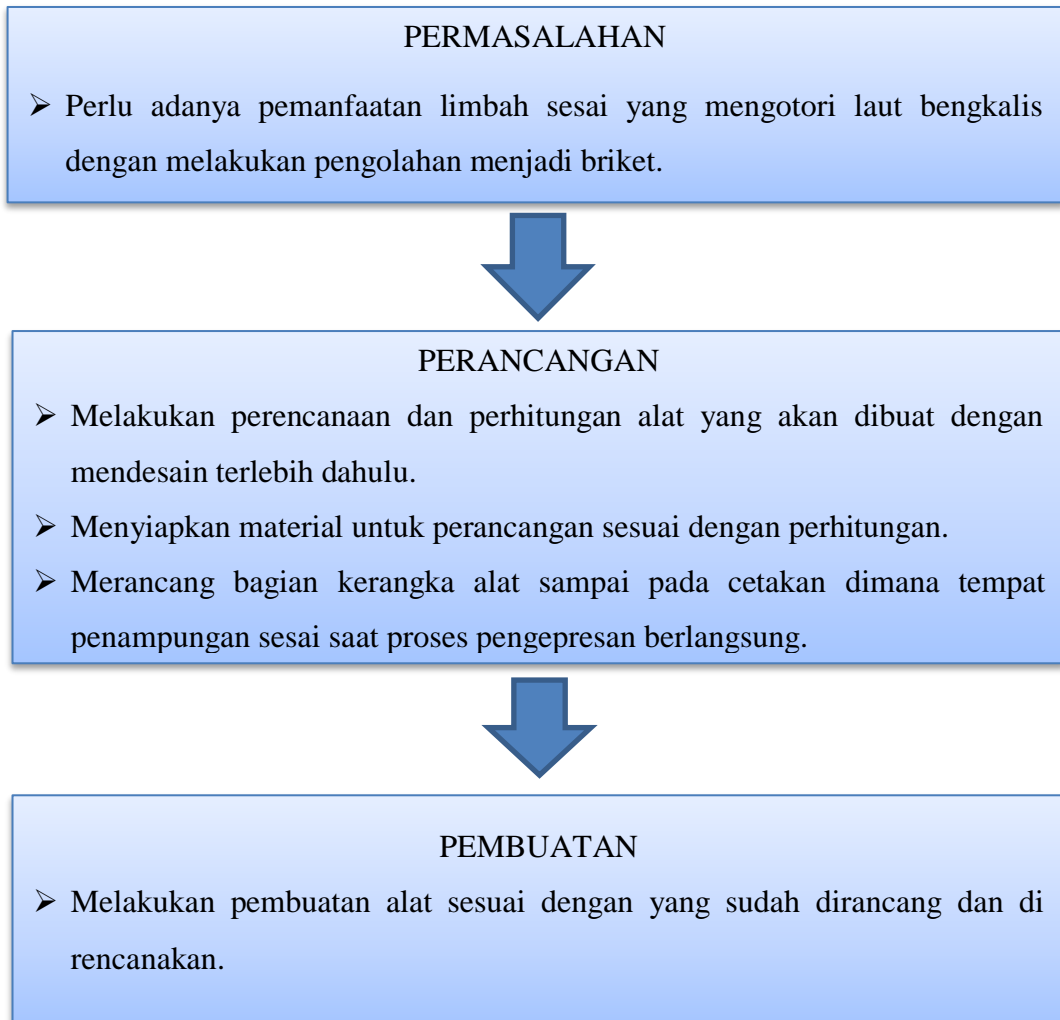 PERMASALAHAN
➢ Perlu adanya pemanfaatan limbah sesai yang mengotori laut bengkalis
dengan melakukan pengolahan menjadi briket.
PERANCANGAN
➢ Melakukan perencanaan dan perhitungan alat yang akan dibuat dengan
mendesain terlebih dahulu.
➢ Menyiapkan material untuk perancangan sesuai dengan perhitungan.
➢ Merancang bagian kerangka alat sampai pada cetakan dimana tempat
penampungan sesai saat proses pengepresan berlangsung.
PEMBUATAN
➢ Melakukan pembuatan alat sesuai dengan yang sudah dirancang dan di
rencanakan.